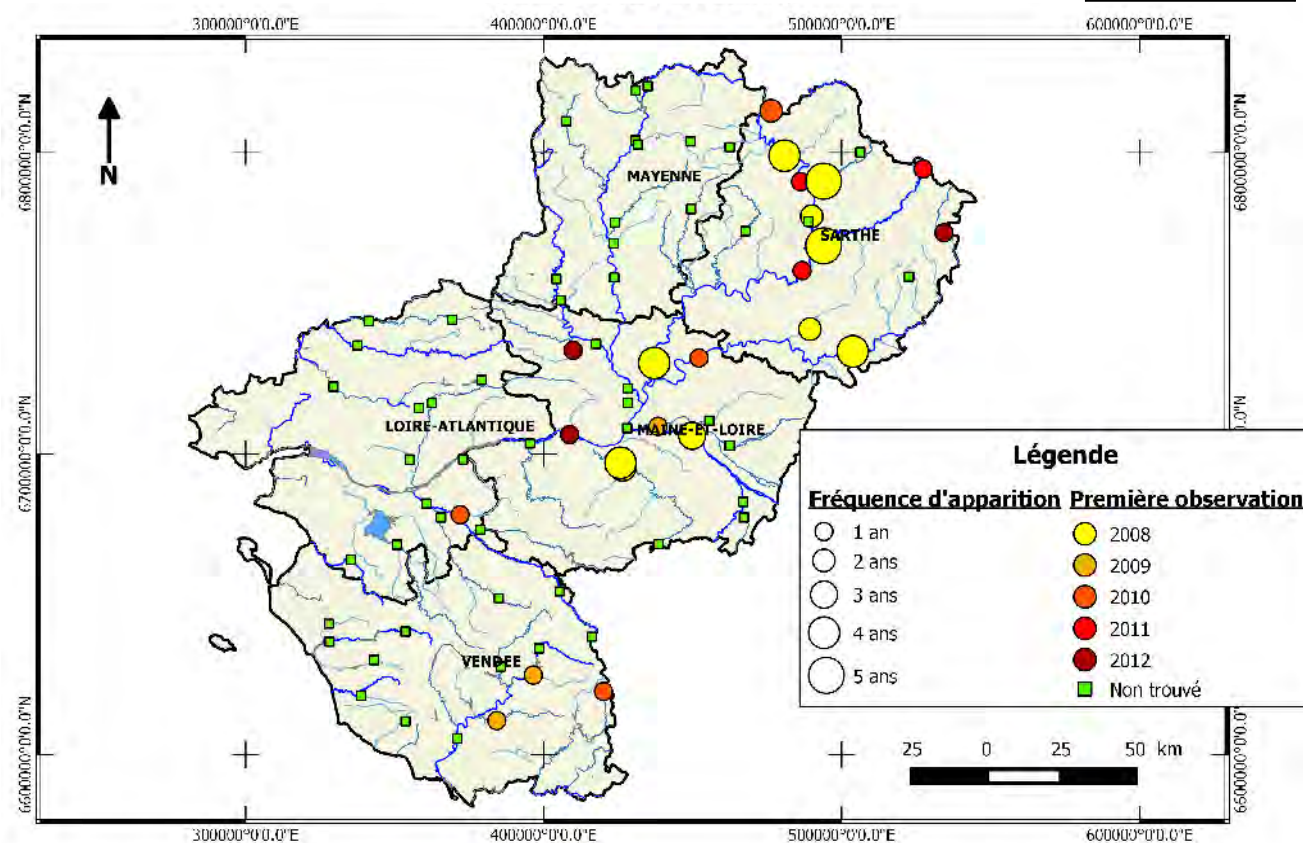 300000°0'0.0"E 400000°0'0.0"E 500000°0'0.0"E 600000°0'0.0"E
6800000°0'0.0"N
6800000°0'0.0"N
N
MAYENNE
SARTHE
LOIRE-ATLANTIQUE
MAINE-ET-LOIRE
6700000°0'0.0"N
0'0.0"N
Légende
Fréquence d'apparition Première observation
1 an 2008
2 ans 2009
3 ans 2010
4 ans 2011
5 ans 2012
Non trouvé
VENDEE
25 0 25 50 km
6600000°0'0.0"N
6600000°0'0.0"
300000°0'0.0"E 400000°0'0.0"E 500000°0'0.0"E 600000°0'0.0"E